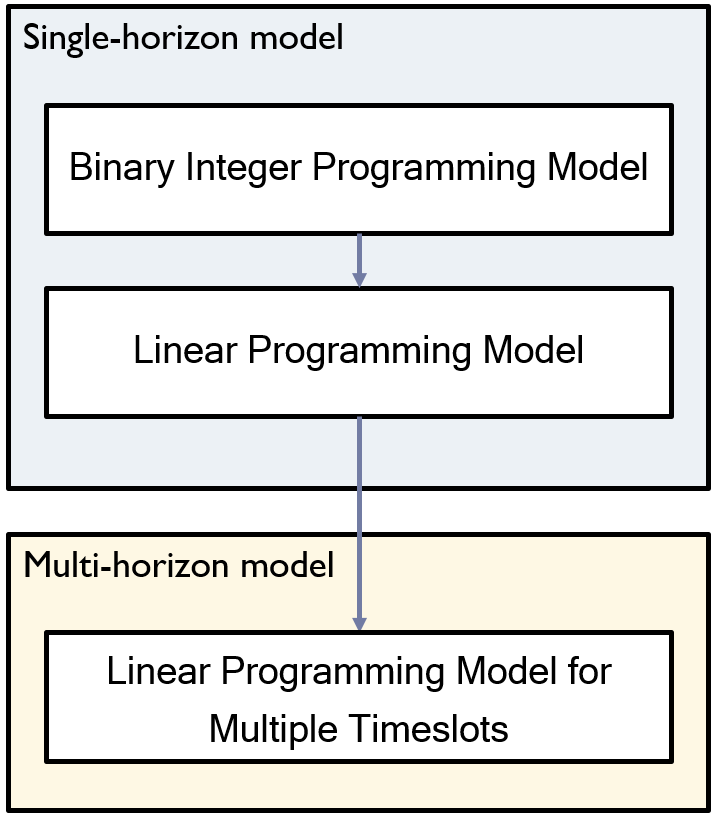 Single-horizon model
Binary Integer Programming Model
Linear Programming Model
Multi-horizon model
Linear Programming Model for
Multiple Timeslots